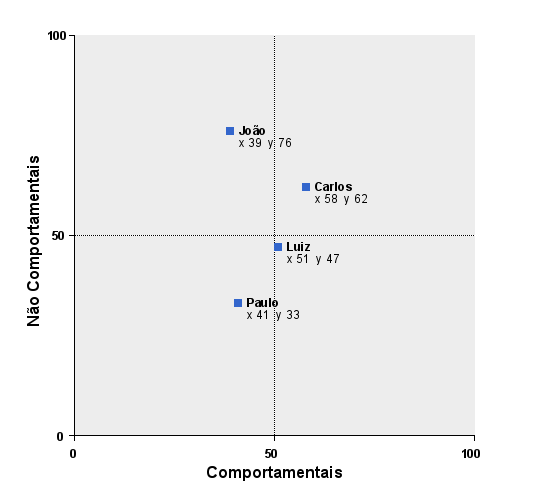 100
João
x 39 y 76
Carlos
x 58 y 62
Não Comportamentais
50
Luiz
x 51 y 47
Paulo
x 41 y 33
0
0
50
100
Comportamentais